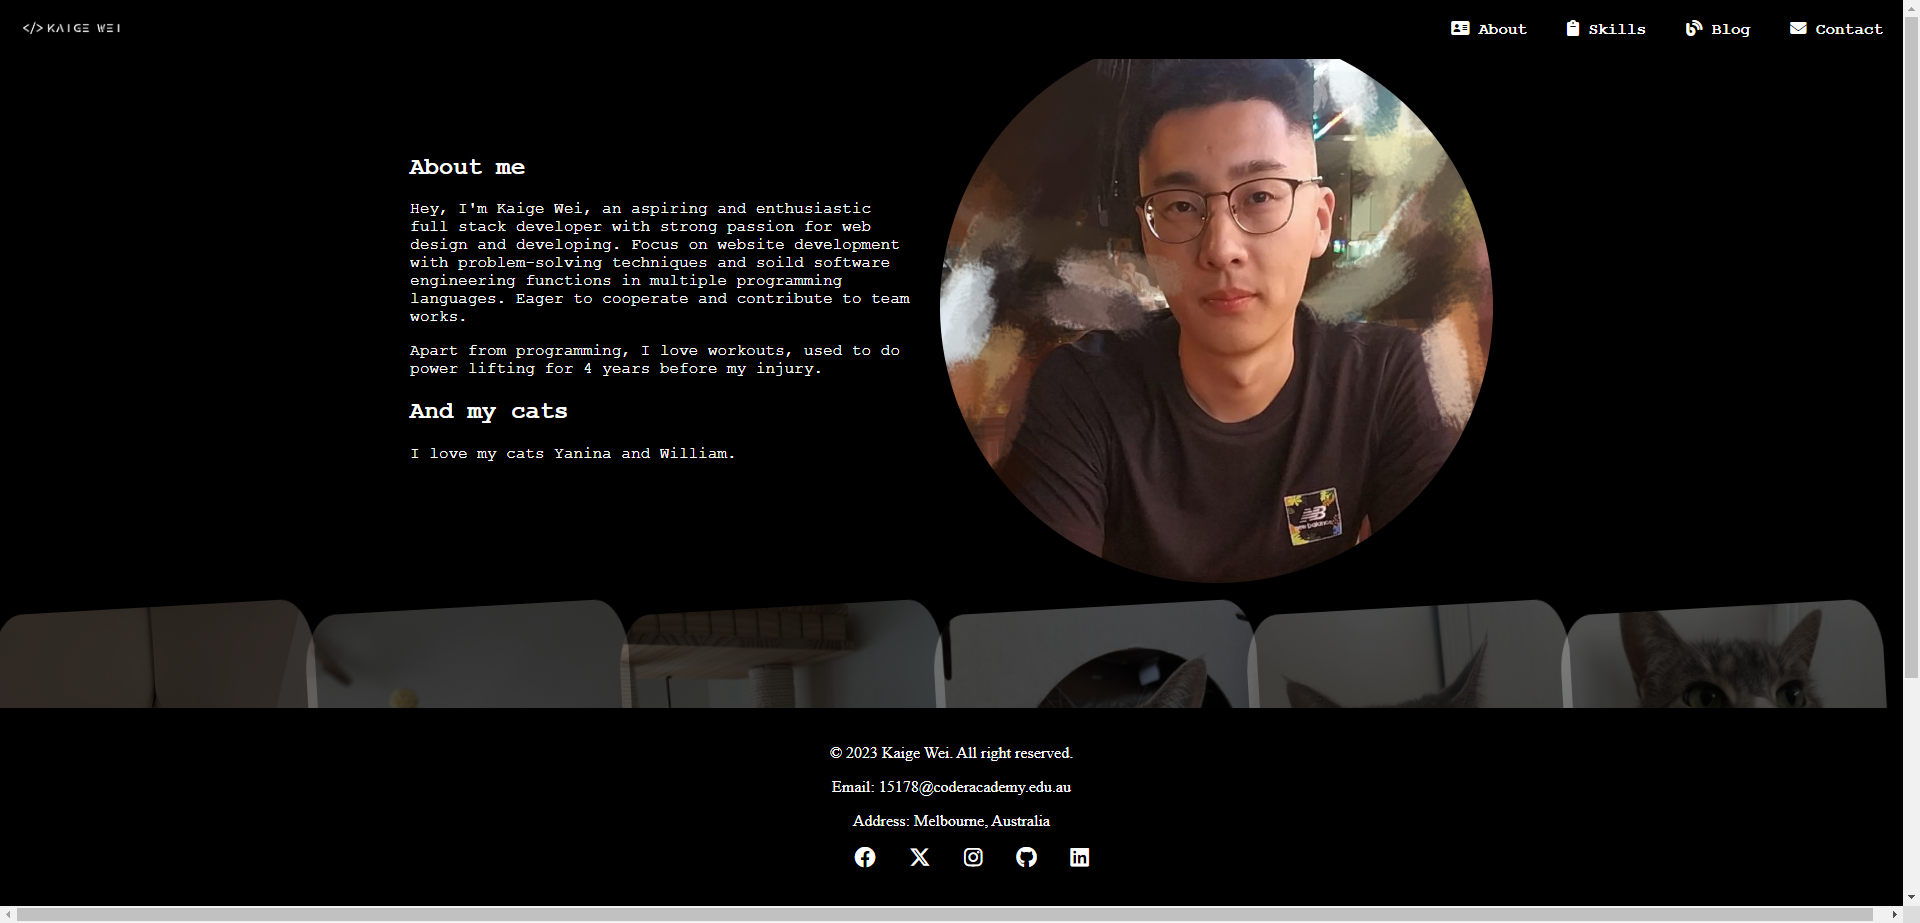 </> KAIGE WEI
About
Skills
Blog
Contact
About me
Hey, I'm Kaige Wei, an aspiring and enthusiastic
full stack developer with strong passion for web
design and developing. Focus on website development
with problem-solving techniques and soild software
engineering functions in multiple programming
languages. Eager to cooperate and contribute to team
works.
Apart from programming, I love workouts, used to do
power lifting for 4 years before my injury.
And my cats
I love my cats Yanina and William.
NB
new balance
© 2023 Kaige Wei. All right reserved.
Email: 15178@coderacademy.edu.au
Address: Melbourne, Australia